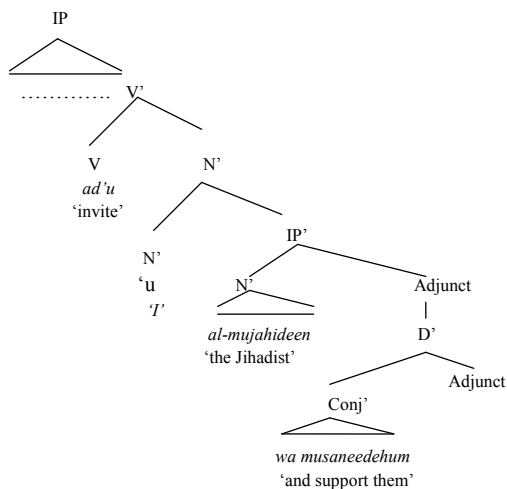 IP
.............. V’
V N’
ad’u
‘invite’
N’ IP’
‘u N’ Adjunct
‘I’
al-mujahideen D’
‘the Jihadist’
Adjunct
Conj’
wa musaneedehum
‘and support them’